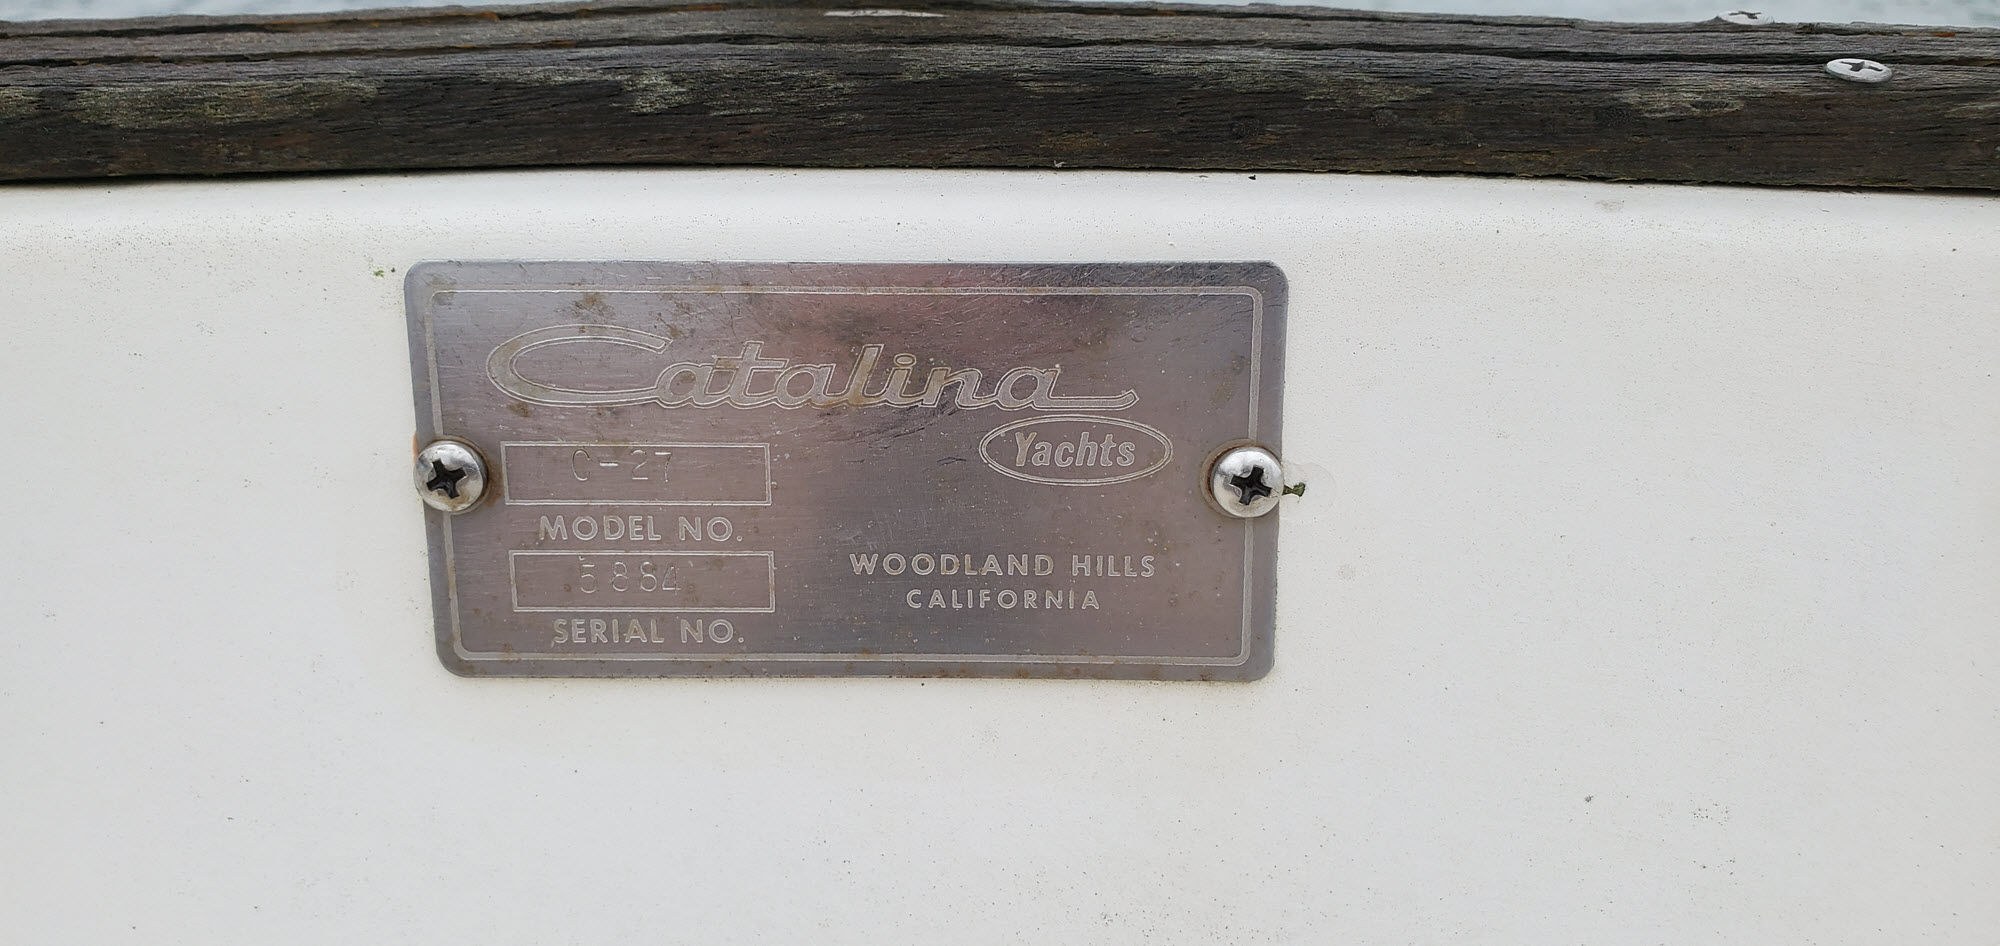 Catalina
Yachts
C-27
MODEL NO.
5884
SERIAL NO.
WOODLAND HILLS
CALIFORNIA